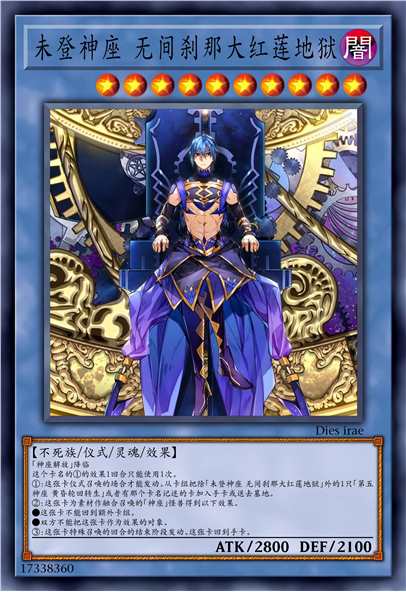 未登神座 无间刹那大红莲地狱 闇
Dies irae
【不死族/仪式/灵魂/效果】
「神座解放」降临
这个卡名的①的效果1回合只能使用1次。
①:这张卡仪式召唤的场合才能发动。从卡组把除「未登神座 无间刹那大红莲地狱」外的1只「第五
神座 黄昏轮回转生」或者有那个卡名记述的卡加入手卡或送去墓地。
②:这张卡为素材作融合召唤的「神座」怪兽得到以下效果。
●这张卡不能回到额外卡组。
●双方不能把这张卡作为效果的对象。
③:这张卡特殊召唤的回合的结束阶段发动。这张卡回到手卡。
ATK/2800 DEF/2100
17338360